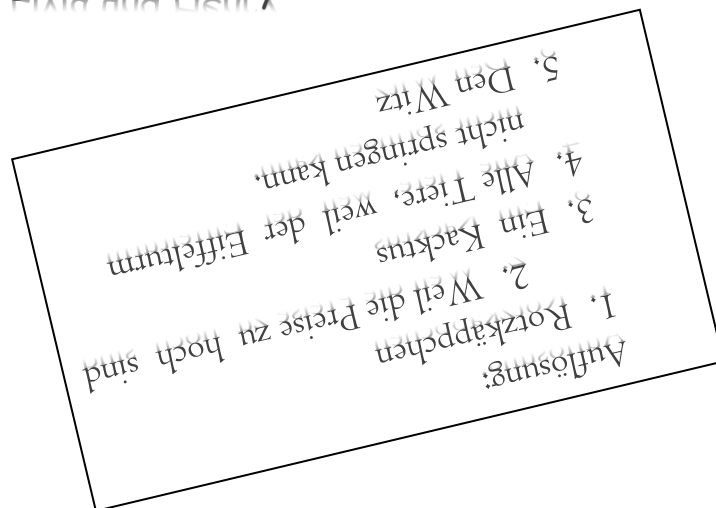 Auflösung:
1. Rotzkäppchen
2. Weil die Preise zu hoch sind
3. Ein Kacktus
4. Alle Tiere, weil der Eiffelturm
nicht springen kann.
5. Den Witz